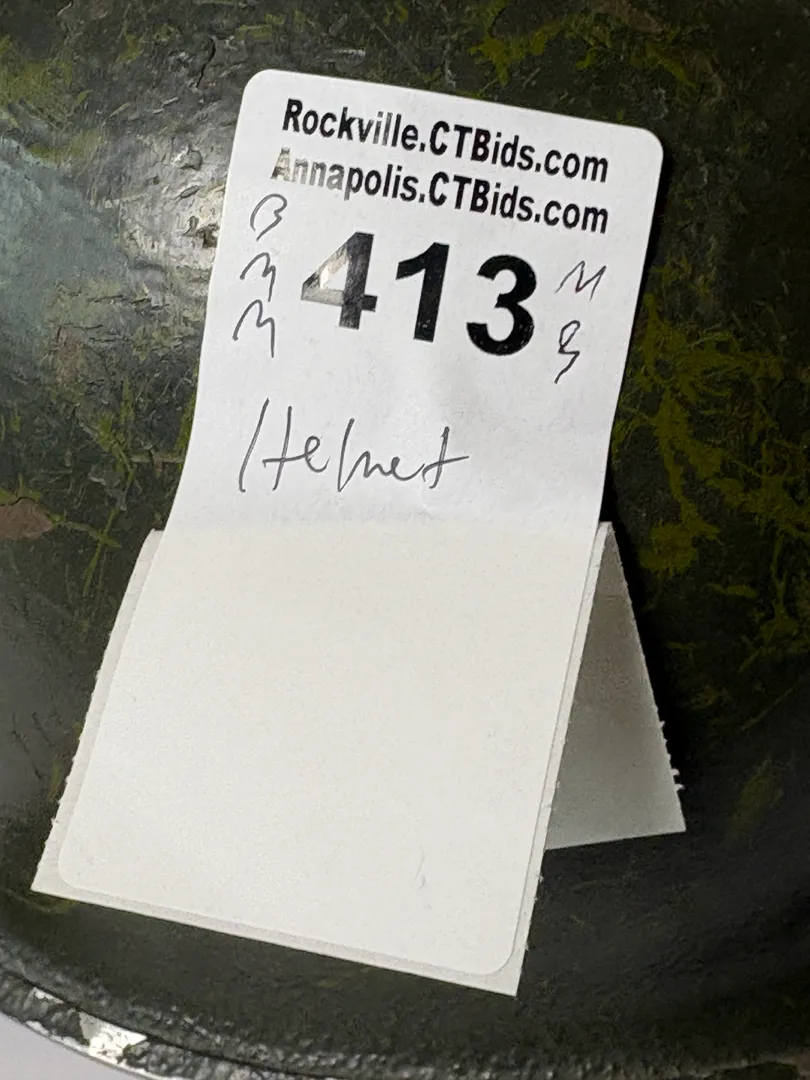 Rockville.CTBids.com
Annapolis.CTBids.com
B
M
M
413
M
B
Helmet